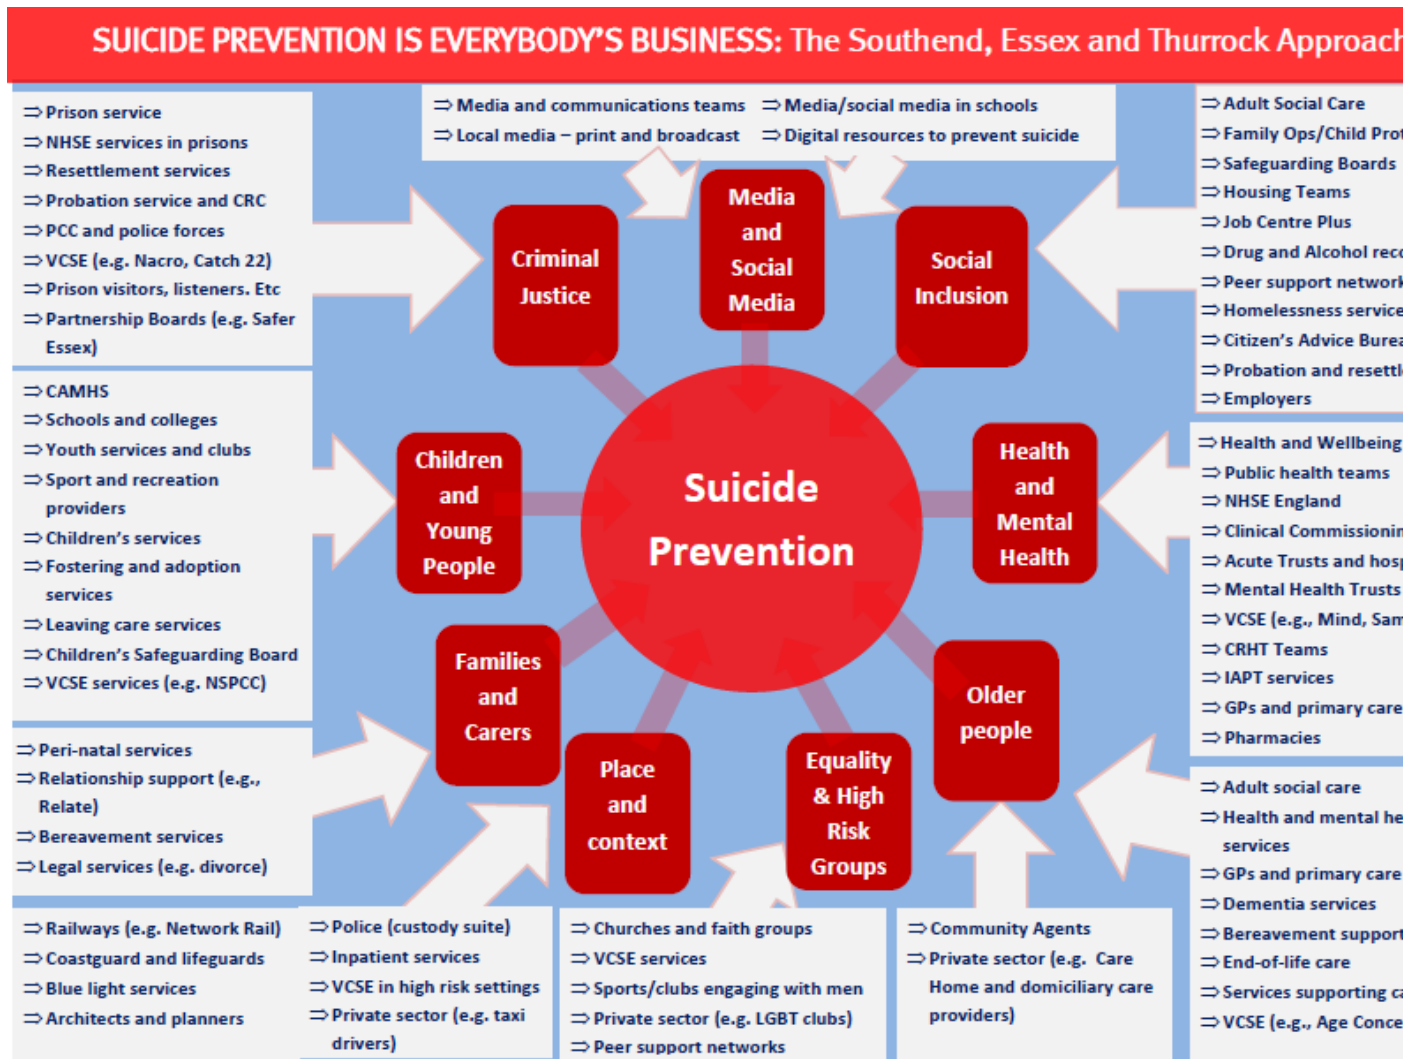 SUICIDE PREVENTION IS EVERYBODY'S BUSINESS: The Southend, Essex and Thurrock Approach
⇒ Prison service
⇒ NHSE services in prisons
⇒ Resettlement services
⇒ Probation service and CRC
⇒ PCC and police forces
⇒ VCSE (e.g. Nacro, Catch 22)
⇒ Prison visitors, listeners. Etc
⇒ Partnership Boards (e.g. Safer
Essex)
⇒ Media and communications teams ⇒ Media/social media in schools
⇒ Local media – print and broadcast ⇒ Digital resources to prevent suicide
⇒ Adult Social Care
⇒ Family Ops/Child
⇒ Safeguarding Boards
⇒ Housing Teams
⇒ Job Centre Plus
⇒ Drug and Alcohol
⇒ Peer support
⇒ Homelessness
⇒ Citizen's Advice
⇒ Probation and
⇒ Employers
Criminal
Justice
Media
and
Social
Media
Social
Inclusion
⇒ CAMHS
⇒ Schools and colleges
⇒ Youth services and clubs
⇒ Sport and recreation
providers
⇒ Children's services
⇒ Fostering and adoption
services
⇒ Leaving care services
⇒ Children's Safeguarding Board
⇒ VCSE services (e.g. NSPCC)
Children
and
Young
People
Suicide
Prevention
Health
and
Mental
Health
⇒ Health and Wellbeing
⇒ Public health teams
⇒ NHSE England
⇒ Clinical
⇒ Acute Trusts and
⇒ Mental Health Trusts
⇒ VCSE (e.g., Mind,
⇒ CRHT Teams
⇒ IAPT services
⇒ GPs and primary care
⇒ Pharmacies
Families
and
Carers
Place
and
context
Equality
& High
Risk
Groups
Older
people
⇒ Peri-natal services
⇒ Relationship support (e.g.,
Relate)
⇒ Bereavement services
⇒ Legal services (e.g. divorce)
⇒ Adult social care
⇒ Health and mental
services
⇒ GPs and primary care
⇒ Dementia services
⇒ Bereavement support
⇒ End-of-life care
⇒ Services supporting
⇒ VCSE (e.g., Age
⇒ Railways (e.g. Network Rail)
⇒ Coastguard and lifeguards
⇒ Blue light services
⇒ Architects and planners
⇒ Police (custody suite)
⇒ Inpatient services
⇒ VCSE in high risk settings
⇒ Private sector (e.g. taxi
drivers)
⇒ Churches and faith groups
⇒ VCSE services
⇒ Sports/clubs engaging with men
⇒ Private sector (e.g. LGBT clubs)
⇒ Peer support networks
⇒ Community Agents
⇒ Private sector (e.g. Care
Home and domiciliary care
providers)